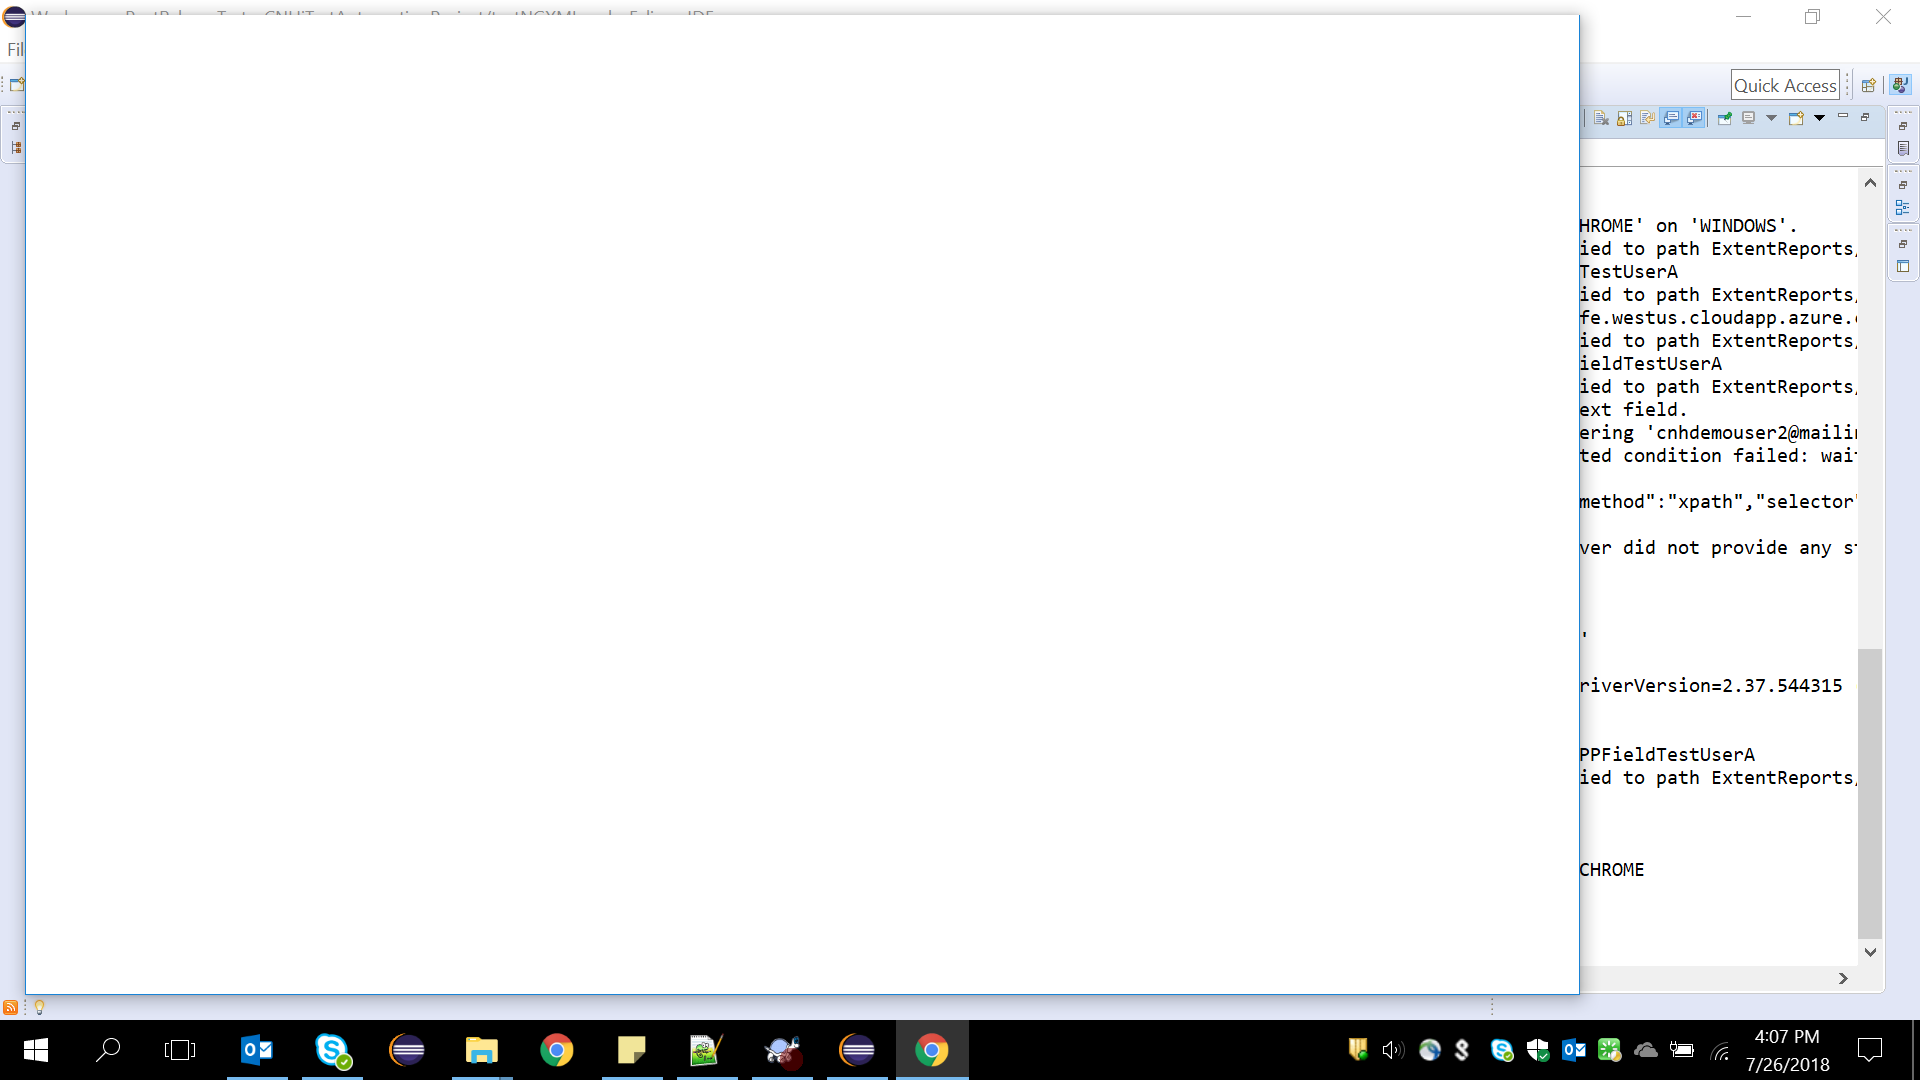 Fil
Quick Access
HROME' on 'WINDOWS'.
ied to path ExtentReports,
TestUserA
ied to path ExtentReports,
fe.westus.cloudapp.azure.
ied to path ExtentReports,
ieldTestUserA
ied to path ExtentReports,
ext field.
ering 'cnhdemouser2@mailin
ted condition failed: wai
method":"xpath","selector'
ver did not provide any s
'
riverVersion=2.37.544315
PPFieldTestUserA
ied to path ExtentReports,
CHROME
4:07 PM
7/26/2018